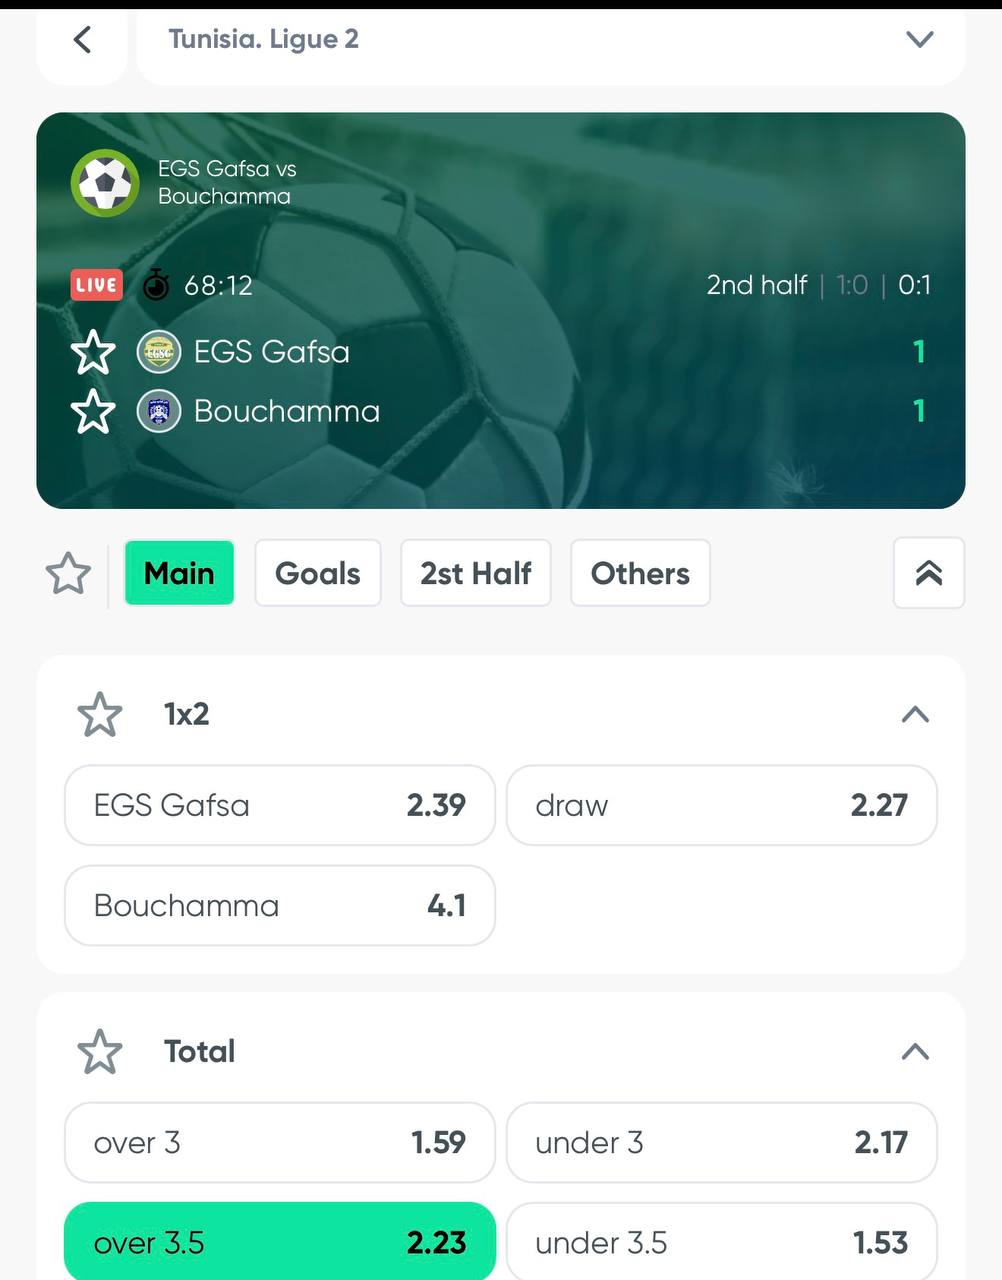 Tunisia. Ligue 2
EGS Gafsa vs
Bouchamma
LIVE 68:12 2nd half | 1:0 | 0:1
EGS Gafsa 1
Bouchamma 1
Main Goals 2st Half Others
1x2
EGS Gafsa 2.39 draw 2.27
Bouchamma 4.1
Total
over 3 1.59 under 3 2.17
over 3.5 2.23 under 3.5 1.53